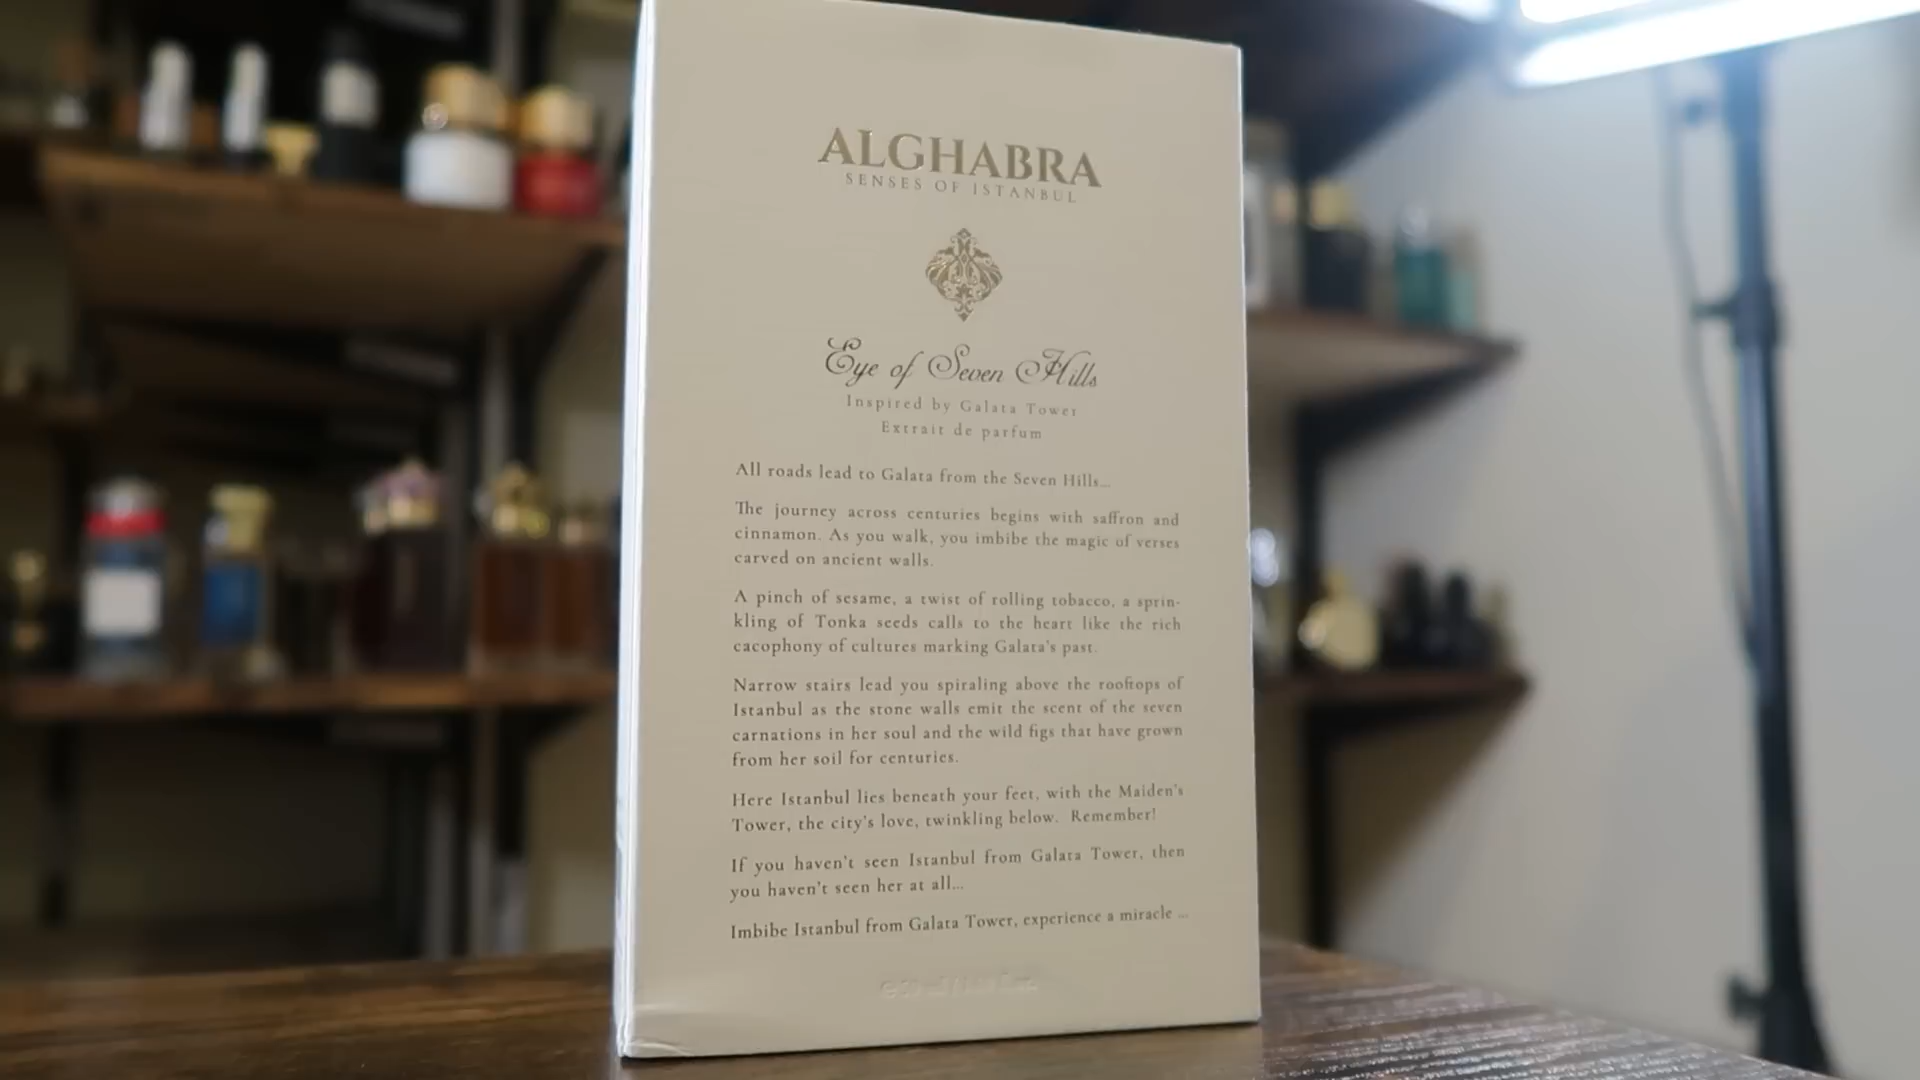 ALGHABRA
SENSES OF ISTANBUL
Eye of Seven Hills
Inspired by Galata Tower
Extrait de parfum
All roads lead to Galata from the Seven Hills...
The journey across centuries begins with saffron and
cinnamon. As you walk, you imbibe the magic of verses
carved on ancient walls.
A pinch of sesame, a twist of rolling tobacco, a sprin-
kling of Tonka seeds calls to the heart like the rich
cacophony of cultures marking Galata's past.
Narrow stairs lead you spiraling above the rooftops of
Istanbul as the stone walls emit the scent of the seven
carnations in her soul and the wild figs that have grown
from her soil for centuries.
Here Istanbul lies beneath your feet, with the Maiden's
Tower, the city's love, twinkling below. Remember!
If you haven't seen Istanbul from Galata Tower, then
you haven't seen her at all...
Imbibe Istanbul from Galata Tower, experience a miracle ...